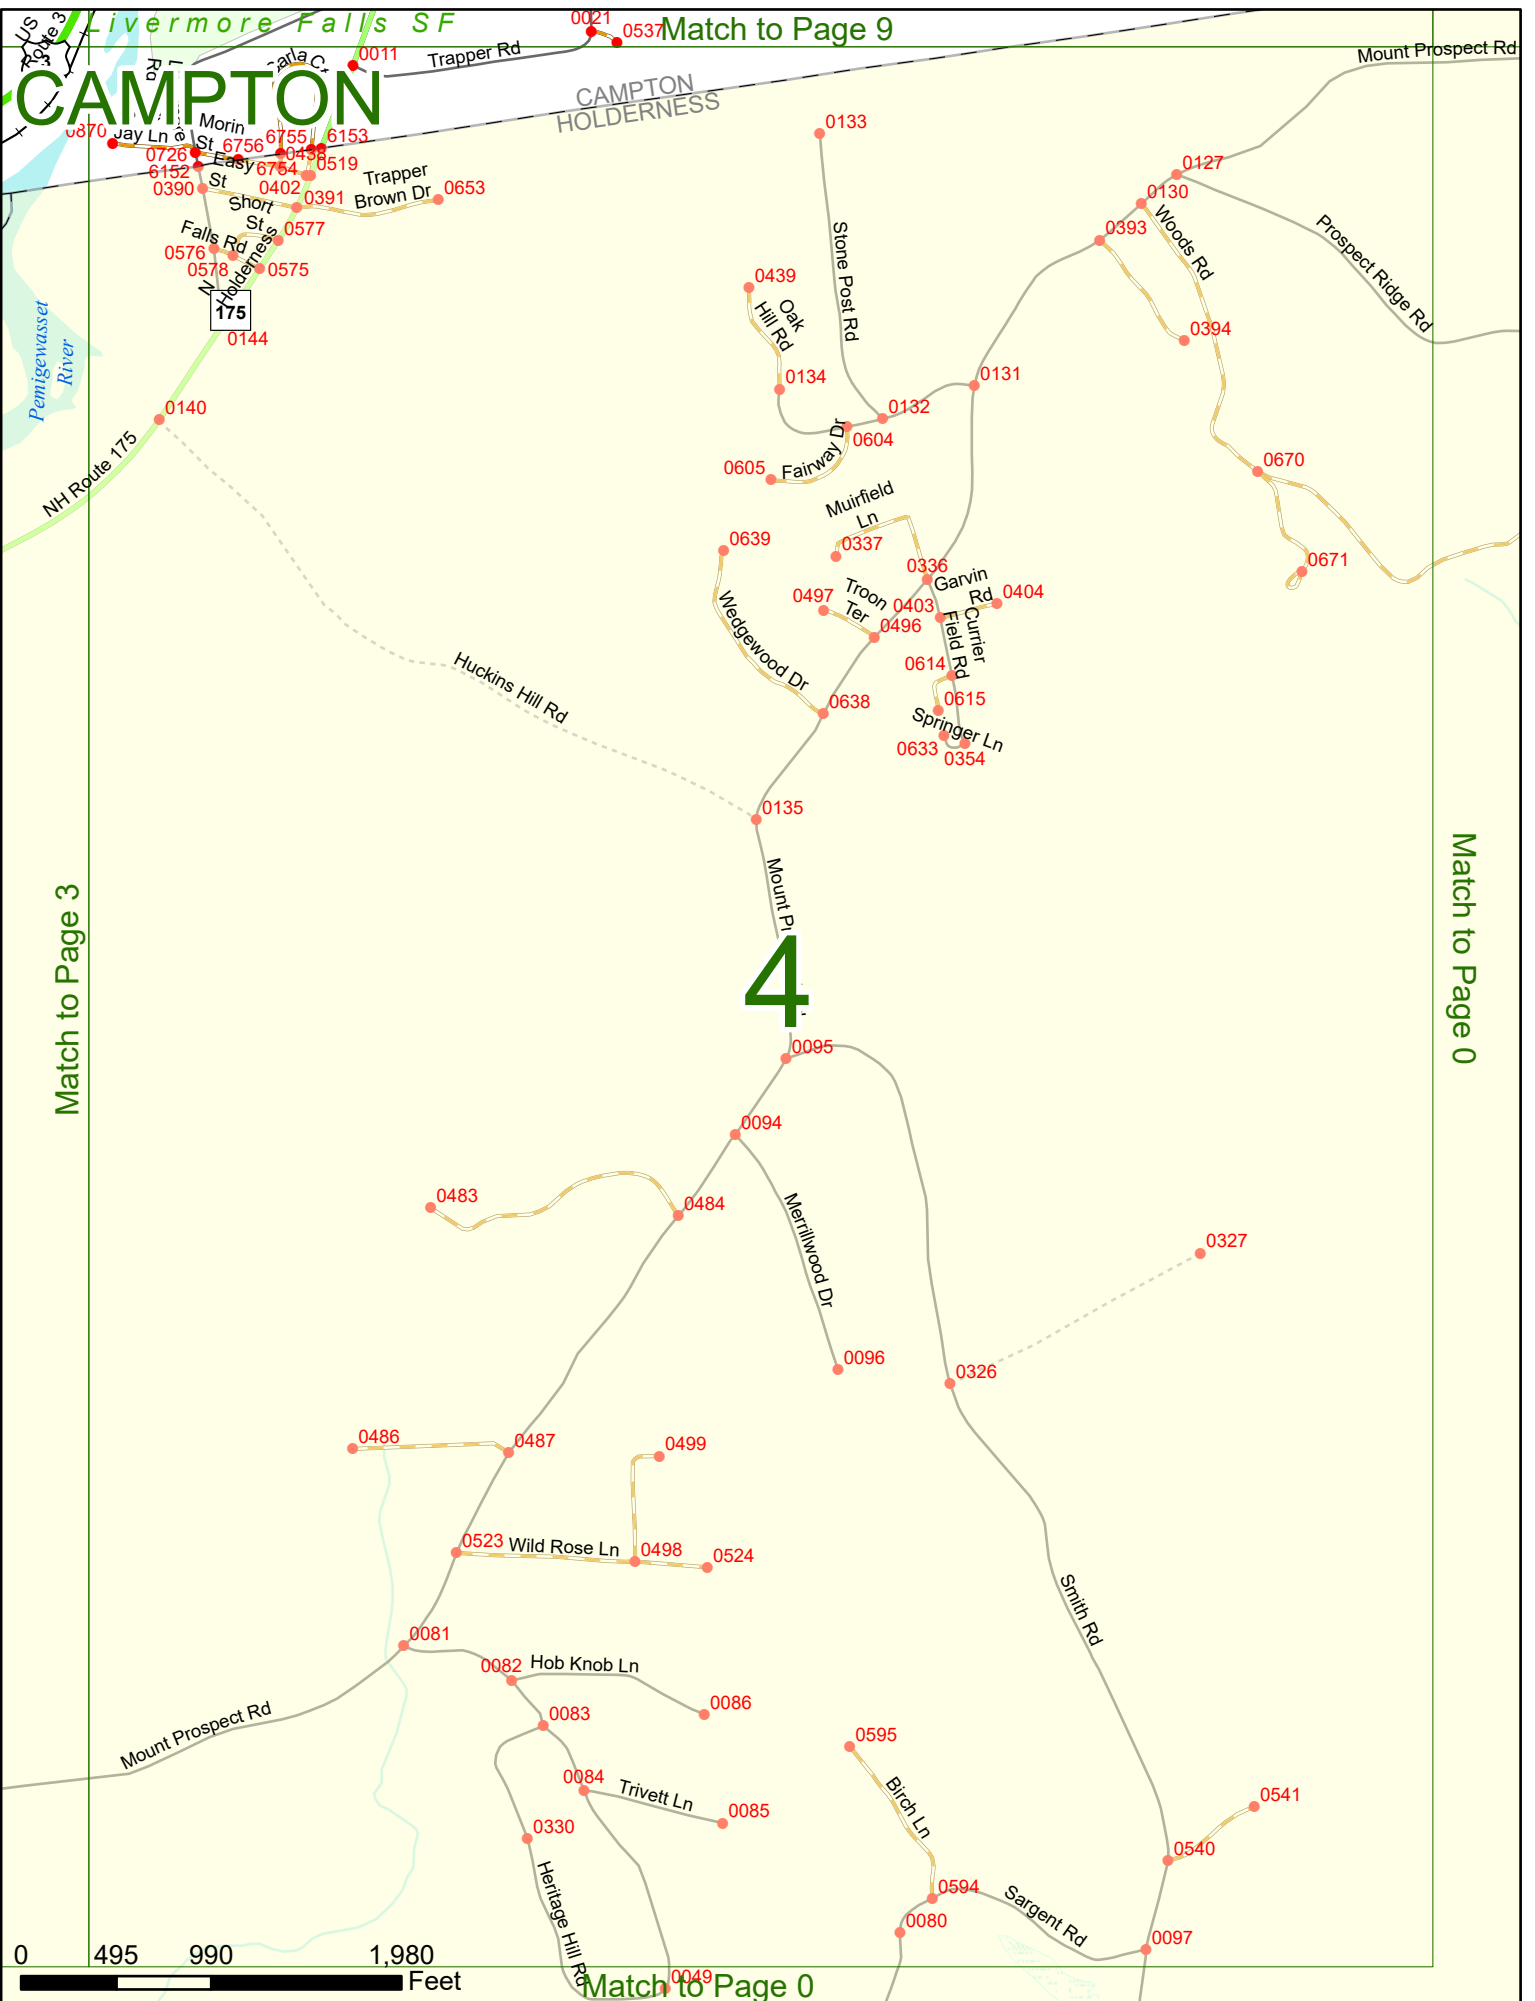 US
Route 3
3
Livermore Falls SF
0021
0537
Match to Page 9
Mount Prospect Rd
Trapper Rd
0011
Rd
CAMPTON
CAMPTON
HOLDERNESS
0870
Jay Ln
Morin
St
6756
6755
6153
0726
6152
Easy
St
6754
0438
0519
0390
0402
0391
Trapper
Brown Dr
0653
Short
St
0577
Falls Rd
0576
0578
0575
N
Holderness
175
0144
Pemigewasset
River
0140
NH Route 175
0133
Stone Post Rd
0127
0130
0393
Woods Rd
Prospect Ridge Rd
0394
0439
Oak
Hill Rd
0134
0131
0132
0604
Fairway Dr
0605
0670
0671
Muirfield
Ln
0337
0336
0639
Garvin
Rd
0404
0403
Troon
Ter
0497
0496
Currier
Field Rd
0614
0615
Wedgewood Dr
0638
Springer Ln
0633
0354
Huckins Hill Rd
0135
4
Match to Page 3
Match to Page 0
0095
0094
0483
0484
Merrillwood Dr
0327
0096
0326
0486
0487
0499
0523
Wild Rose Ln
0498
0524
Smith Rd
0081
0082
Hob Knob Ln
0086
0083
Mount Prospect Rd
0595
0084
Trivett Ln
0085
Birch Ln
0541
0330
0540
Heritage Hill Rd
0594
Sargent Rd
0080
0097
0049
0 495 990 1,980
Feet
Match to Page 0